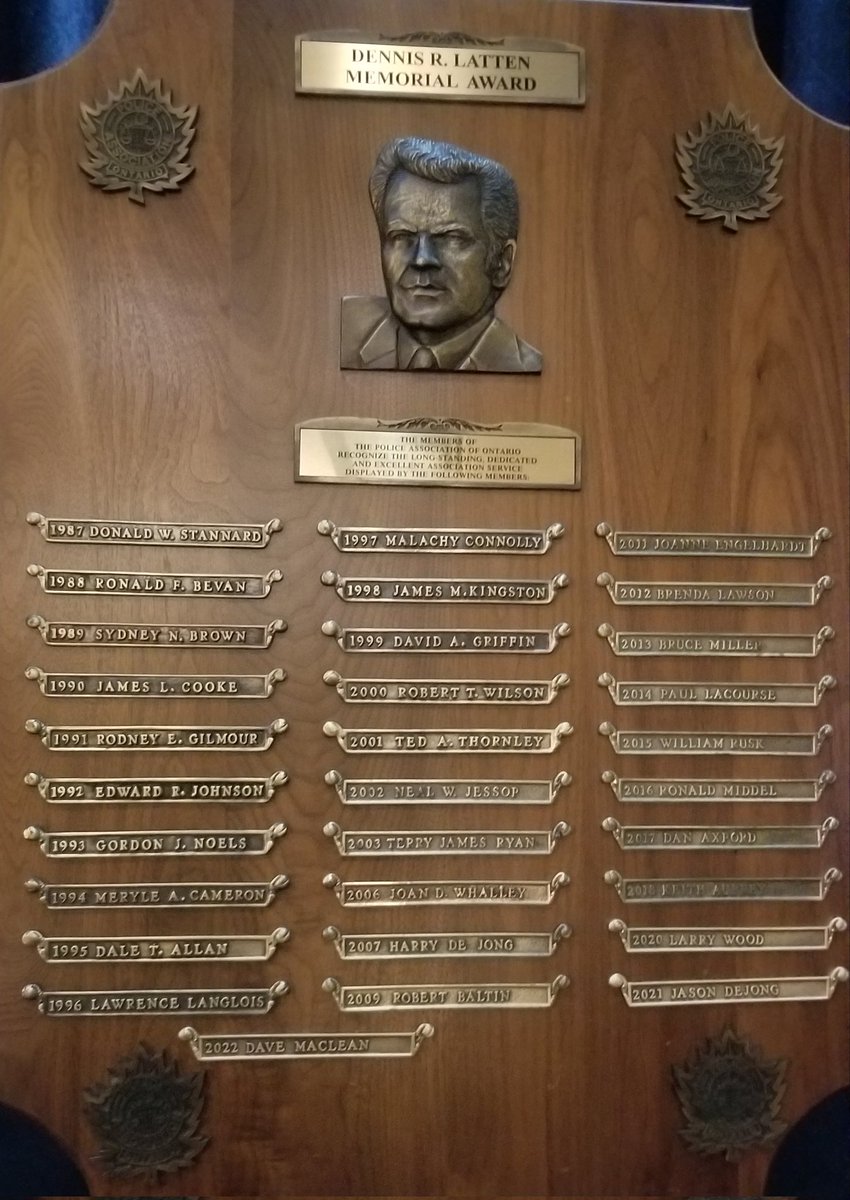 DENNIS R. LATTEN
MEMORIAL AWARD
POLICE
ASSOCIATION
ONTARIO
THE MEMBERS OF
THE POLICE ASSOCIATION OF ONTARIO
RECOGNIZE THE LONG-STANDING, DEDICATED
AND EXCELLENT ASSOCIATION SERVICE
DISPLAYED BY THE FOLLOWING MEMBERS:
1987 DONALD W. STANNARD
1988 RONALD F. BEVAN
1989 SYDNEY N. BROWN
1990 JAMES L. COOKE
1991 RODNEY E. GILMOUR
1992 EDWARD R. JOHNSON
1993 GORDON J. NOELS
1994 MERYLE A. CAMERON
1995 DALE T. ALLAN
1996 LAWRENCE LANGLOIS
1997 MALACHY CONNOLLY
1998 JAMES M. KINGSTON
1999 DAVID A. GRIFFIN
2000 ROBERT T. WILSON
2001 TED A. THORNLEY
2002 NEAL W. JESSOP
2003 TERRY JAMES RYAN
2006 JOAN D. WHALLEY
2007 HARRY DE JONG
2009 ROBERT BALTIN
2011 JOANNE ENGELHARDT
2012 BRENDA LAWSON
2013 BRUCE MILLER
2014 PAUL LACOURSE
2015 WILLIAM RUSK
2016 RONALD MIDDEL
2017 DAN AXFORD
2018 KEITH AUBREY
2020 LARRY WOOD
2021 JASON DEJONG
2022 DAVE MACLEAN